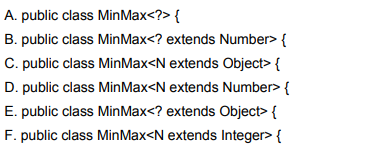 A. public class MinMax<?> {
B. public class MinMax<? extends Number> {
C. public class MinMax<N extends Object> {
D. public class MinMax<N extends Number> {
E. public class MinMax<? extends Object> {
F. public class MinMax<N extends Integer> {